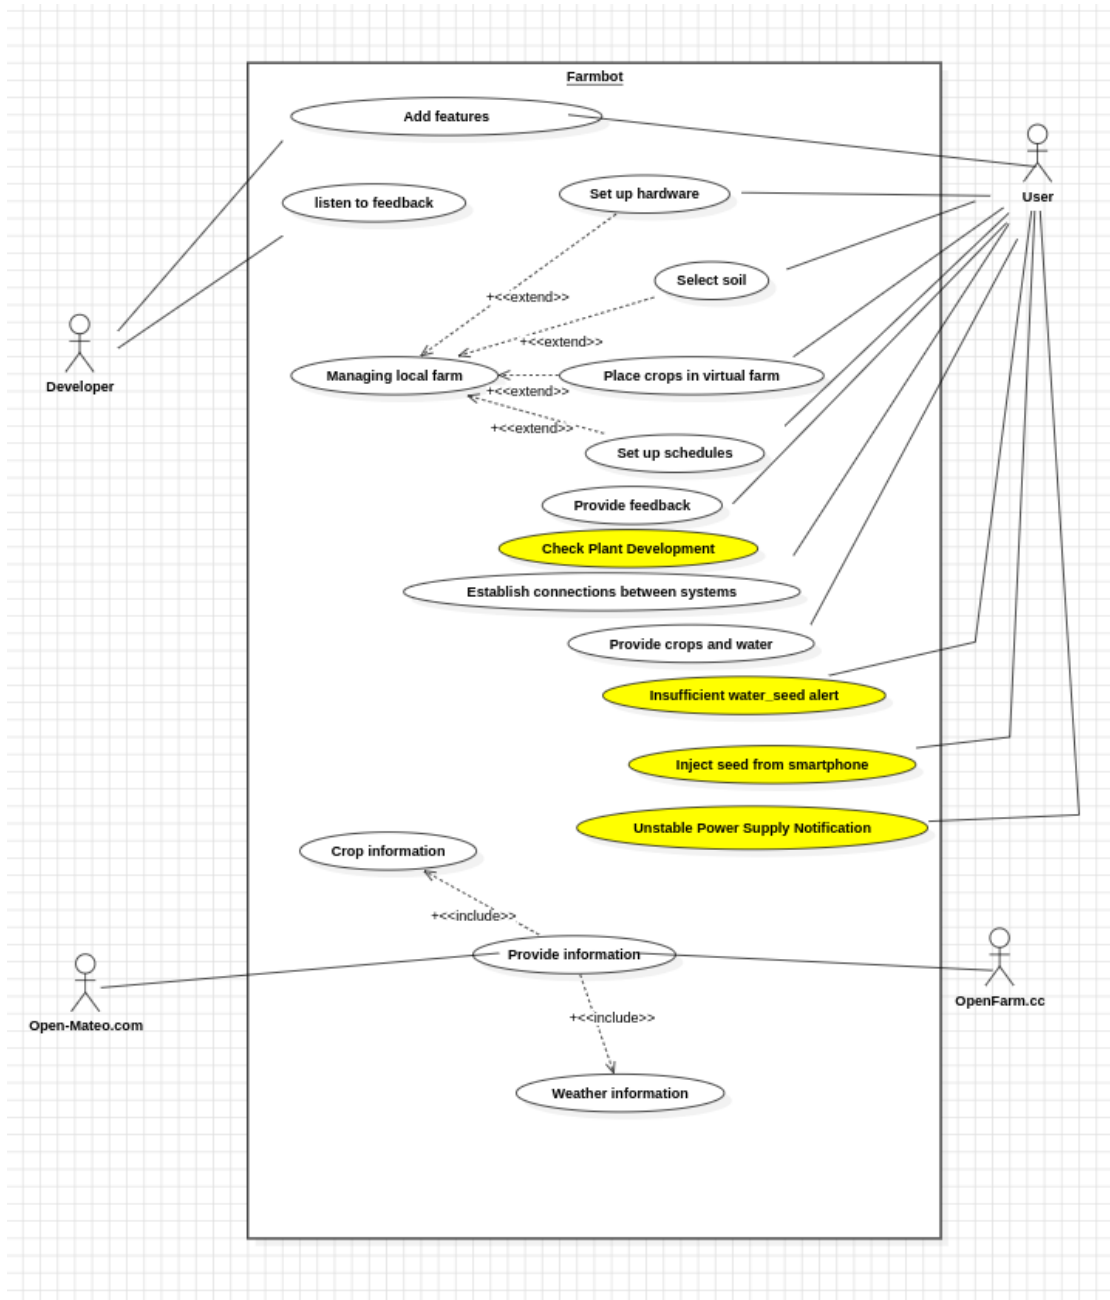 Farmbot
Add features
User
listen to feedback
Set up hardware
Select soil
+<<extend>>
+<<extend>>
Developer
Managing local farm
Place crops in virtual farm
+<<extend>>
+<<extend>>
Set up schedules
Provide feedback
Check Plant Development
Establish connections between systems
Provide crops and water
Insufficient water_seed alert
Inject seed from smartphone
Unstable Power Supply Notification
Crop information
+<<include>>
Provide information
Open-Mateo.com
OpenFarm.cc
+<<include>>
Weather information